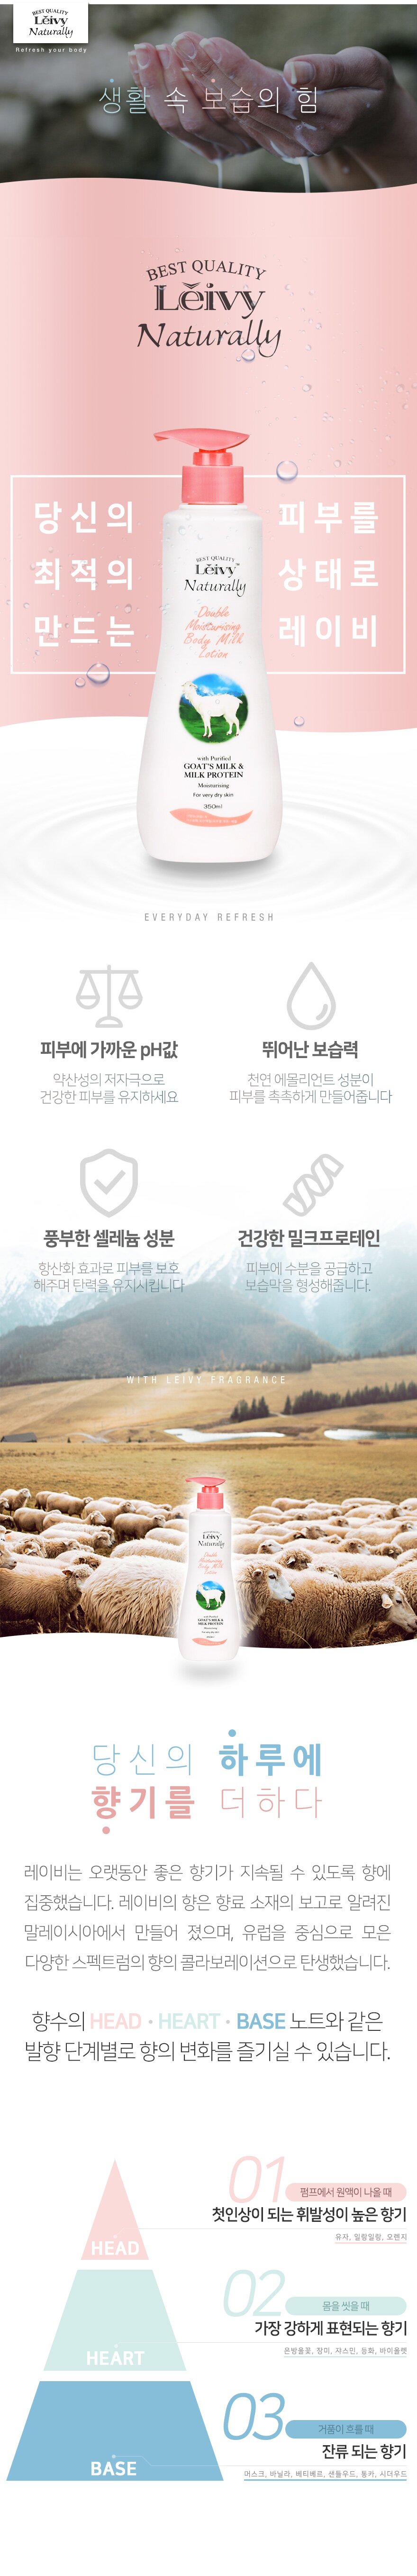 BEST QUALITY
Lěivy
Naturally
Refresh your body
생활 속 보습의 힘
BEST QUALITY
Lěivy
Naturally
당신의 피부를
최적의 상태로
만드는 레이비
BEST QUALITY
Lěivy™
Naturally
Double
Moisturising
Body Milk
Lotion
with Purified
GOAT'S MILK &
MILK PROTEIN
Moisturising
For very dry skin
350ml
EVERYDAY REFRESH
피부에 가까운 pH값
약산성의 저자극으로
건강한 피부를 유지하세요
뛰어난 보습력
천연 에몰리언트 성분이
피부를 촉촉하게 만들어줍니다
풍부한 셀레늄 성분
항산화 효과로 피부를 보호
해주며 탄력을 유지시킵니다
건강한 밀크프로테인
피부에 수분을 공급하고
보습막을 형성해줍니다.
WITH LEIVY FRAGRANCE
Lěivy
Naturally
Double
Moisturising
Body Milk
Lotion
GOAT'S MILK &
MILK PROTEIN
당신의 하루에
향기를 더하다
레이비는 오랫동안 좋은 향기가 지속될 수 있도록 향에
집중했습니다. 레이비의 향은 향료 소재의 보고로 알려진
말레이시아에서 만들어 졌으며, 유럽을 중심으로 모은
다양한 스펙트럼의 향의 콜라보레이션으로 탄생했습니다.
향수의 HEAD · HEART · BASE 노트와 같은
발향 단계별로 향의 변화를 즐기실 수 있습니다.
HEAD
01 펌프에서 원액이 나올 때
첫인상이 되는 휘발성이 높은 향기
유자, 일랑일랑, 오렌지
HEART
02 몸을 씻을 때
가장 강하게 표현되는 향기
은방울꽃, 장미, 자스민, 등화, 바이올렛
BASE
03 거품이 흐를 때
잔류 되는 향기
머스크, 바닐라, 베티베르, 샌들우드, 통카, 시더우드